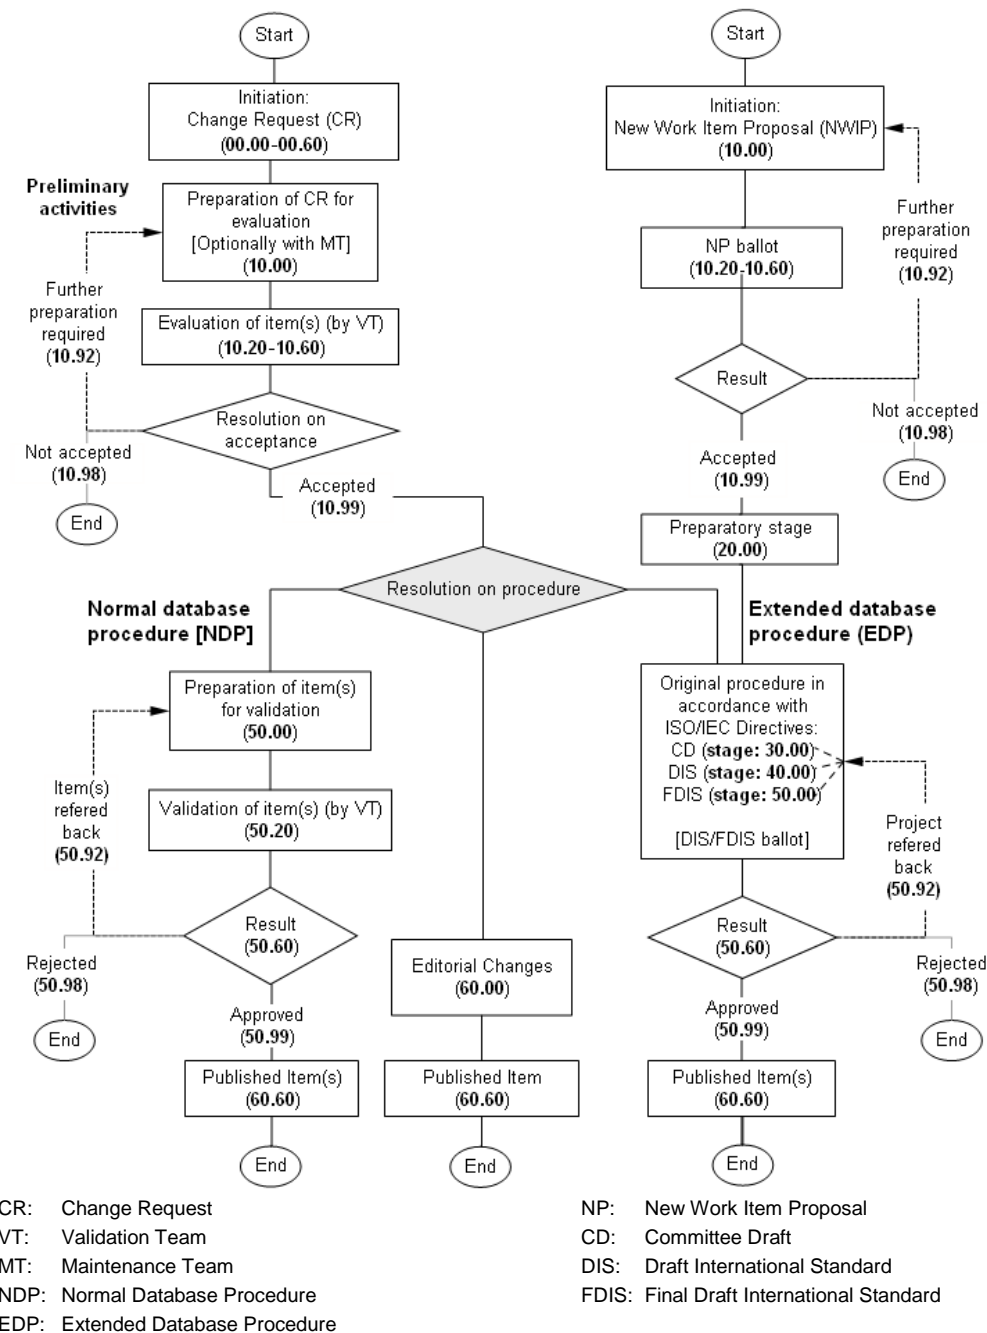 Start
Initiation:
Change Request (CR)
(00.00-00.60)
Preliminary
activities
Preparation of CR for
evaluation
[Optionally with MT]
(10.00)
Further
preparation
required
(10.92)
Evaluation of item(s) (by VT)
(10.20-10.60)
Resolution on
acceptance
Not accepted
(10.98)
End
Accepted
(10.99)
Start
Initiation:
New Work Item Proposal (NWIP)
(10.00)
Further
preparation
required
(10.92)
NP ballot
(10.20-10.60)
Result
Not accepted
(10.98)
End
Accepted
(10.99)
Preparatory stage
(20.00)
Resolution on procedure
Normal database
procedure [NDP]
Preparation of item(s)
for validation
(50.00)
Item(s)
refered
back
(50.92)
Validation of item(s) (by VT)
(50.20)
Result
(50.60)
Rejected
(50.98)
End
Approved
(50.99)
Published Item(s)
(60.60)
End
Editorial Changes
(60.00)
Published Item
(60.60)
End
Extended database
procedure (EDP)
Original procedure in
accordance with
ISO/IEC Directives:
CD (stage: 30.00)
DIS (stage: 40.00)
FDIS (stage: 50.00)
[DIS/FDIS ballot]
Project
refered
back
(50.92)
Result
(50.60)
Rejected
(50.98)
End
Approved
(50.99)
Published Item(s)
(60.60)
End
CR: Change Request
VT: Validation Team
MT: Maintenance Team
NDP: Normal Database Procedure
EDP: Extended Database Procedure
NP: New Work Item Proposal
CD: Committee Draft
DIS: Draft International Standard
FDIS: Final Draft International Standard